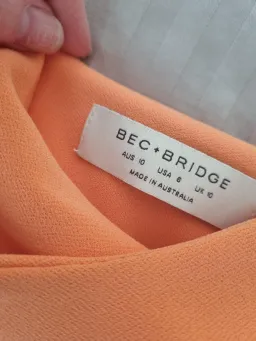 BEC + BRIDGE
AUS 10 USA 6 UK 10
MADE IN AUSTRALIA